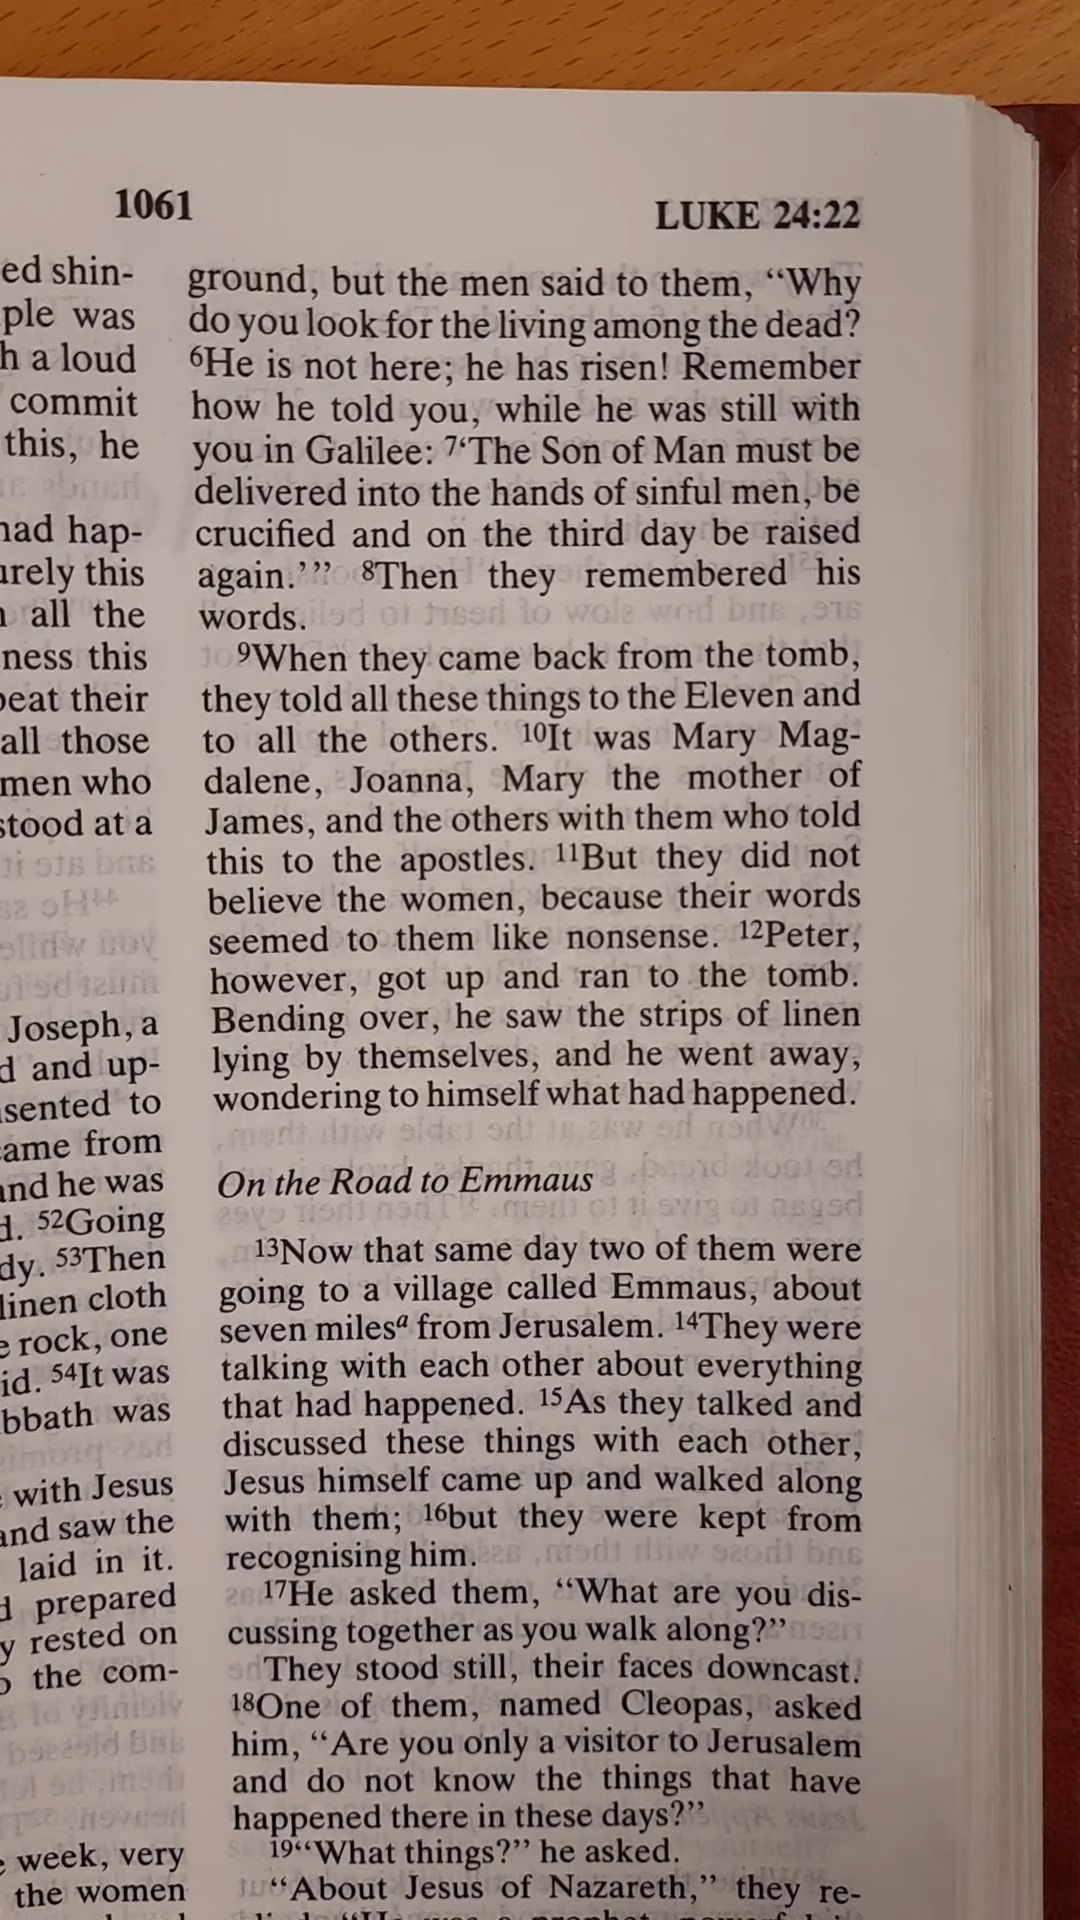 1061
LUKE 24:22
ed shin-
ple was
h a loud
commit
this, he
had hap-
urely this
all the
ness this
beat their
all those
men who
stood at a
Joseph, a
d and up-
sented to
came from
and he was
d. 52Going
dy. 53Then
linen cloth
e rock, one
id. 54It was
bbath was
with Jesus
and saw the
laid in it.
d prepared
y rested on
o the com-
week, very
the women
ground, but the men said to them, “Why
do you look for the living among the dead?
6He is not here; he has risen! Remember
how he told you, while he was still with
you in Galilee: 7‘The Son of Man must be
delivered into the hands of sinful men, be
crucified and on the third day be raised
again.’” 8Then they remembered his
words.
9When they came back from the tomb,
they told all these things to the Eleven and
to all the others. 10It was Mary Mag-
dalene, Joanna, Mary the mother of
James, and the others with them who told
this to the apostles. 11But they did not
believe the women, because their words
seemed to them like nonsense. 12Peter,
however, got up and ran to the tomb.
Bending over, he saw the strips of linen
lying by themselves, and he went away,
wondering to himself what had happened.
On the Road to Emmaus
13Now that same day two of them were
going to a village called Emmaus, about
seven milesa from Jerusalem. 14They were
talking with each other about everything
that had happened. 15As they talked and
discussed these things with each other,
Jesus himself came up and walked along
with them; 16but they were kept from
recognising him.
17He asked them, “What are you dis-
cussing together as you walk along?”
They stood still, their faces downcast.
18One of them, named Cleopas, asked
him, “Are you only a visitor to Jerusalem
and do not know the things that have
happened there in these days?”
19“What things?” he asked.
“About Jesus of Nazareth,” they re-